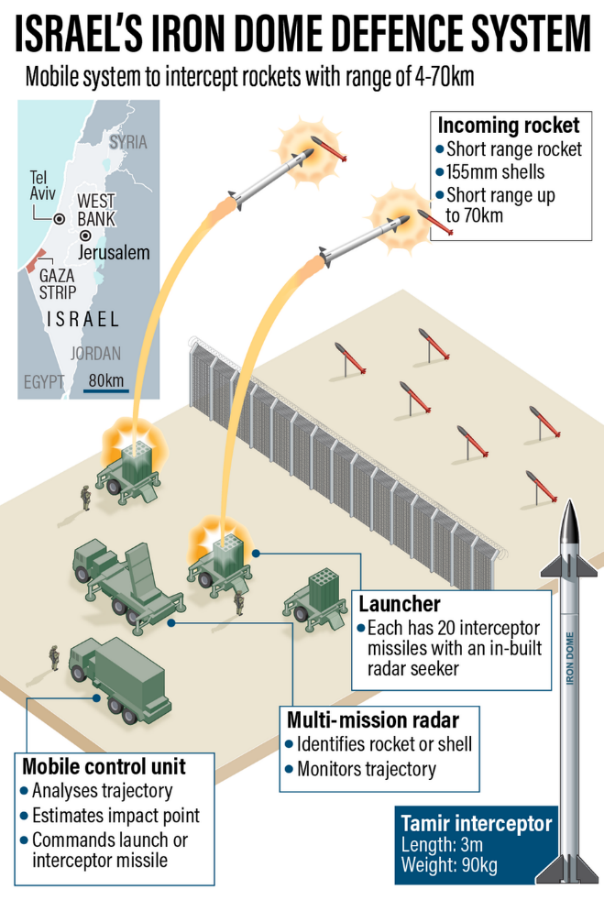 ISRAEL'S IRON DOME DEFENCE SYSTEM
Mobile system to intercept rockets with range of 4-70km
SYRIA
Tel
Aviv
WEST
BANK
Jerusalem
GAZA
STRIP
ISRAEL
JORDAN
EGYPT
80km
Incoming rocket
• Short range rocket
• 155mm shells
• Short range up
to 70km
Launcher
• Each has 20 interceptor
missiles with an in-built
radar seeker
IRON DOME
Multi-mission radar
• Identifies rocket or shell
• Monitors trajectory
Mobile control unit
• Analyses trajectory
• Estimates impact point
• Commands launch or
interceptor missile
Tamir interceptor
Length: 3m
Weight: 90kg